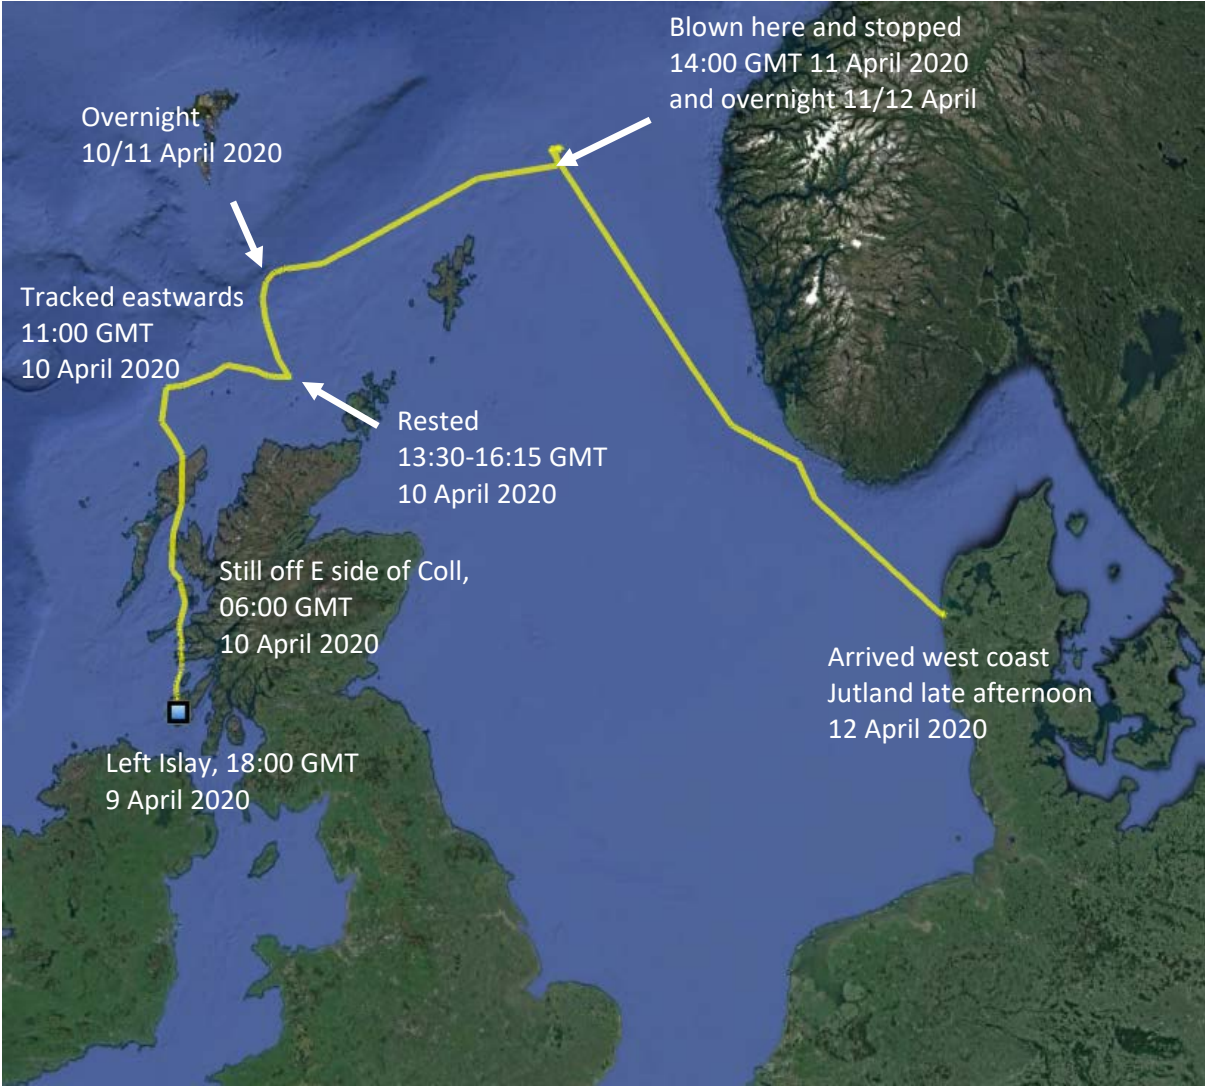 Blown here and stopped
14:00 GMT 11 April 2020
and overnight 11/12 April
Overnight
10/11 April 2020
Tracked eastwards
11:00 GMT
10 April 2020
Rested
13:30-16:15 GMT
10 April 2020
Still off E side of Coll,
06:00 GMT
10 April 2020
Arrived west coast
Jutland late afternoon
12 April 2020
Left Islay, 18:00 GMT
9 April 2020